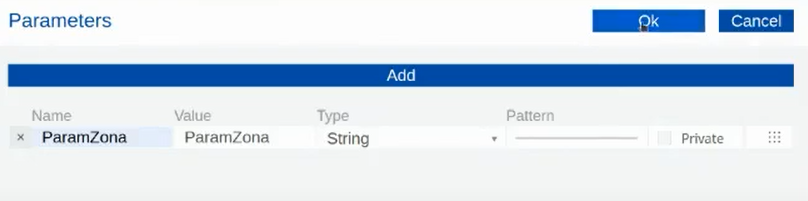 Parameters Ok Cancel
Add
Name Value Type Pattern
× ParamZona ParamZona String Private